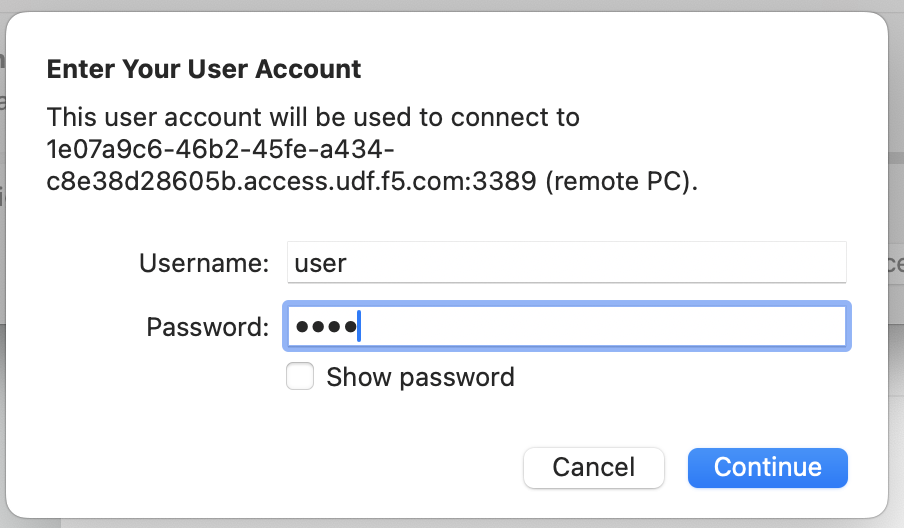 Enter Your User Account
This user account will be used to connect to
1e07a9c6-46b2-45fe-a434-
c8e38d28605b.access.udf.f5.com:3389 (remote PC).
Username: user
Password: ••••
Show password
Cancel Continue